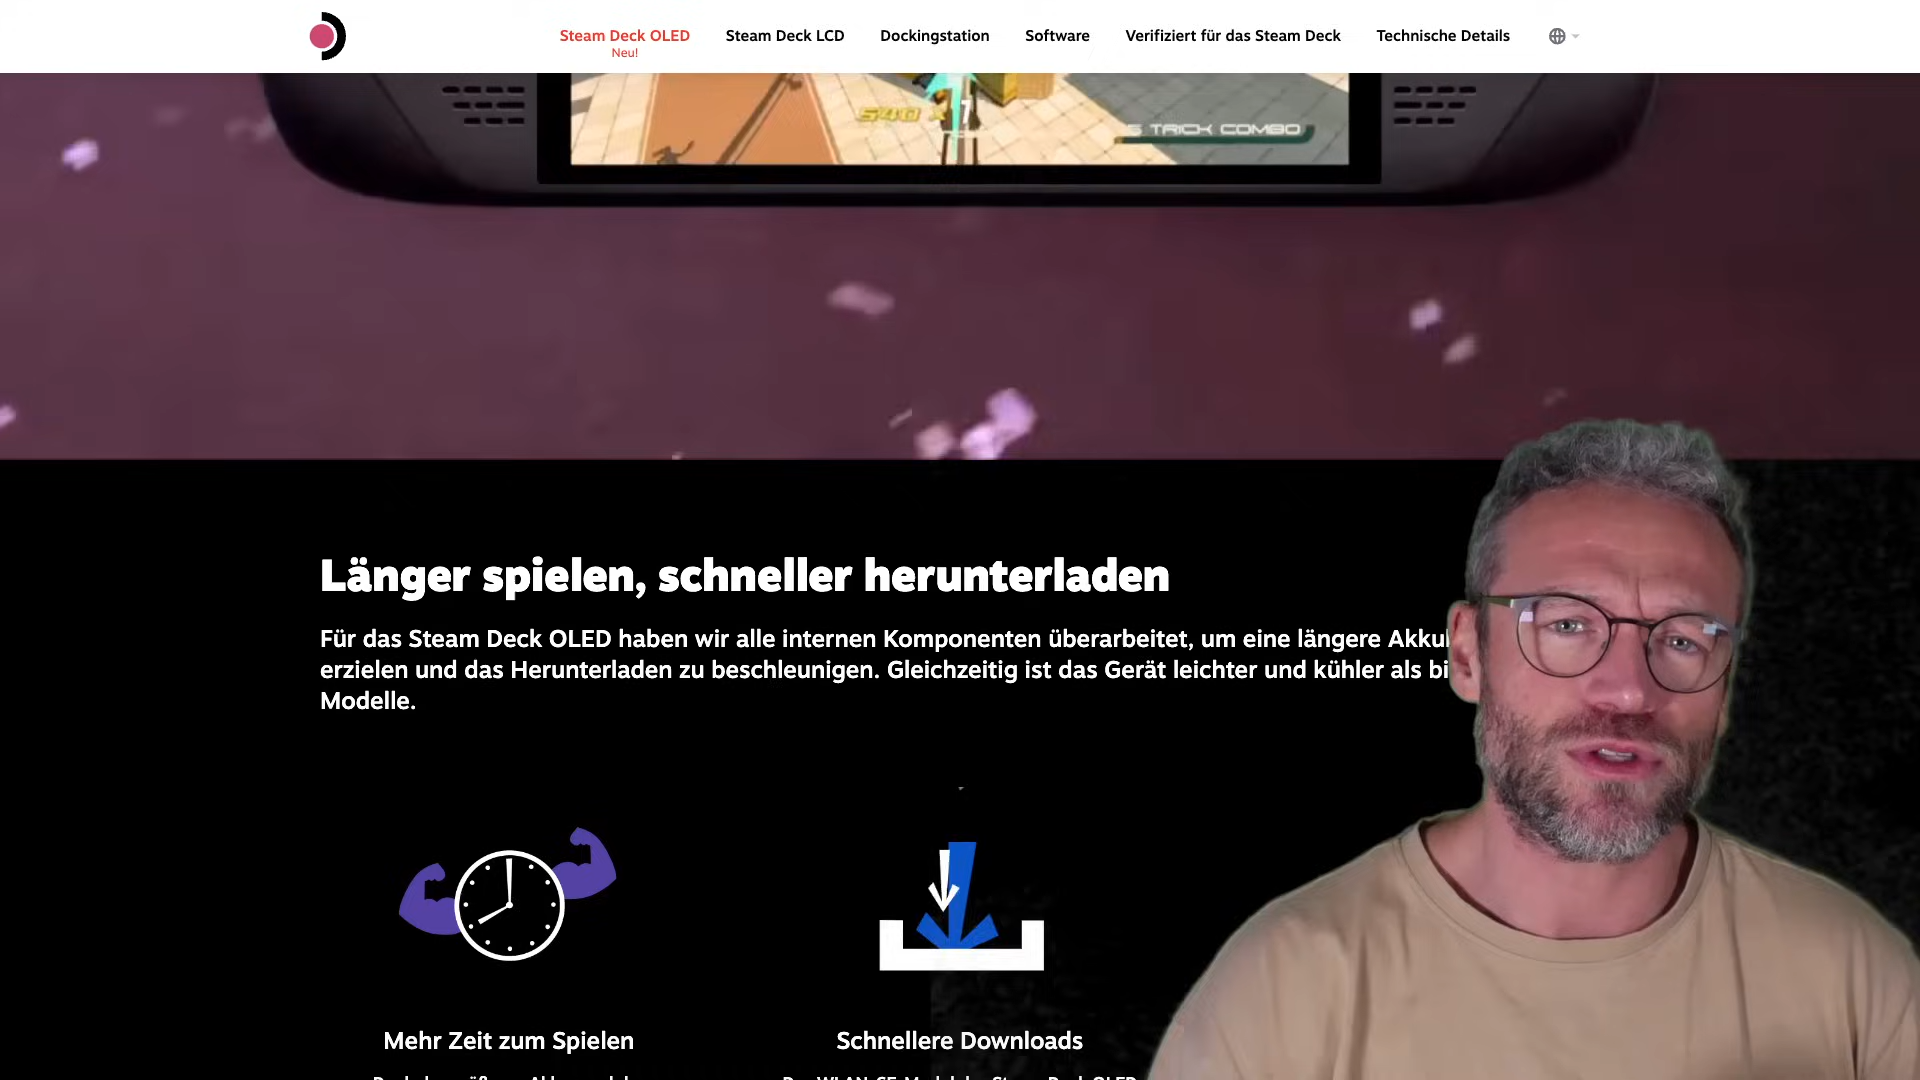 Steam Deck OLED
Neu!
Steam Deck LCD
Dockingstation
Software
Verifiziert für das Steam Deck
Technische Details
540 x
TRICK COMBO
Länger spielen, schneller herunterladen
Für das Steam Deck OLED haben wir alle internen Komponenten überarbeitet, um eine längere
erzielen und das Herunterladen zu beschleunigen. Gleichzeitig ist das Gerät leichter und kühler als
Modelle.
Mehr Zeit zum Spielen
Schnellere Downloads